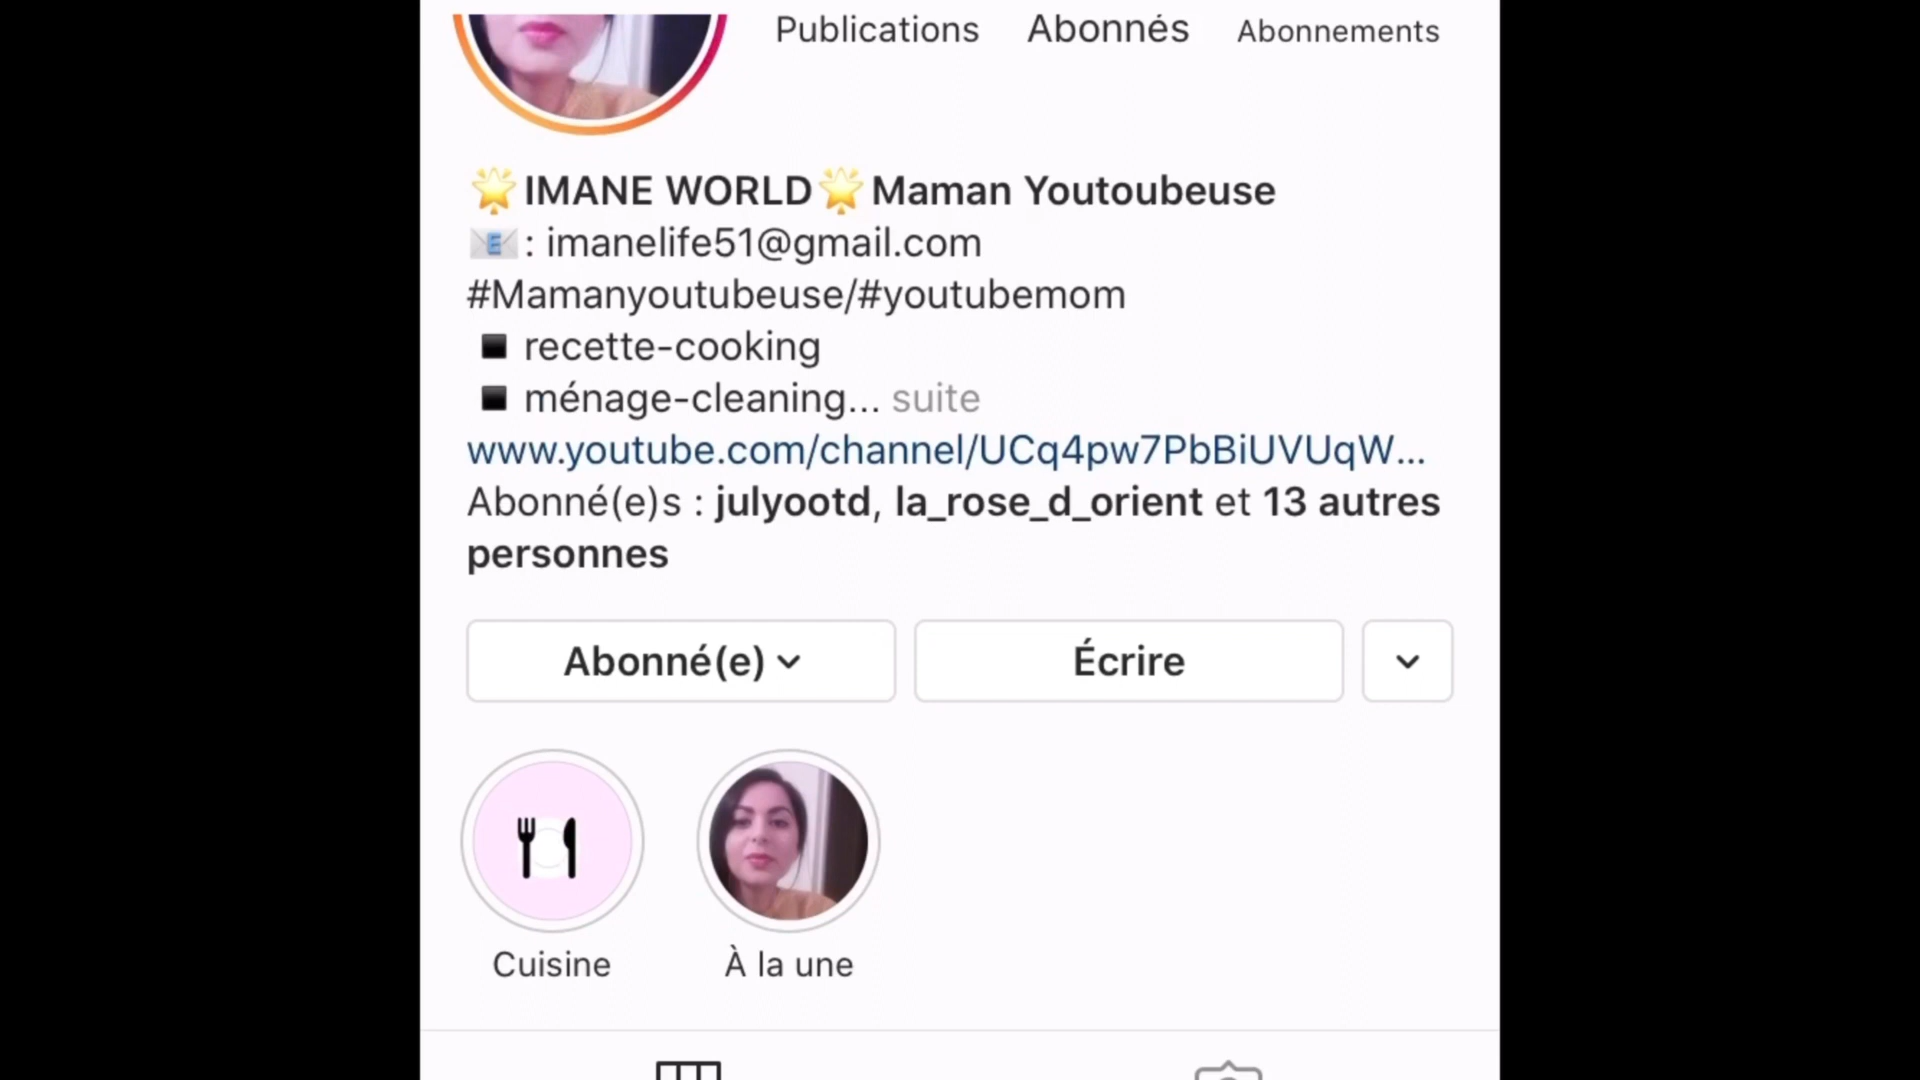 Publications Abonnés Abonnements
🌟IMANE WORLD🌟Maman Youtoubeuse
📧: imanelife51@gmail.com
#Mamanyoutubeuse/#youtubemom
▪️recette-cooking
▪️ménage-cleaning... suite
www.youtube.com/channel/UCq4pw7PbBiUVUqW...
Abonné(e)s : julyootd, la_rose_d_orient et 13 autres
personnes
Abonné(e) Écrire
Cuisine À la une